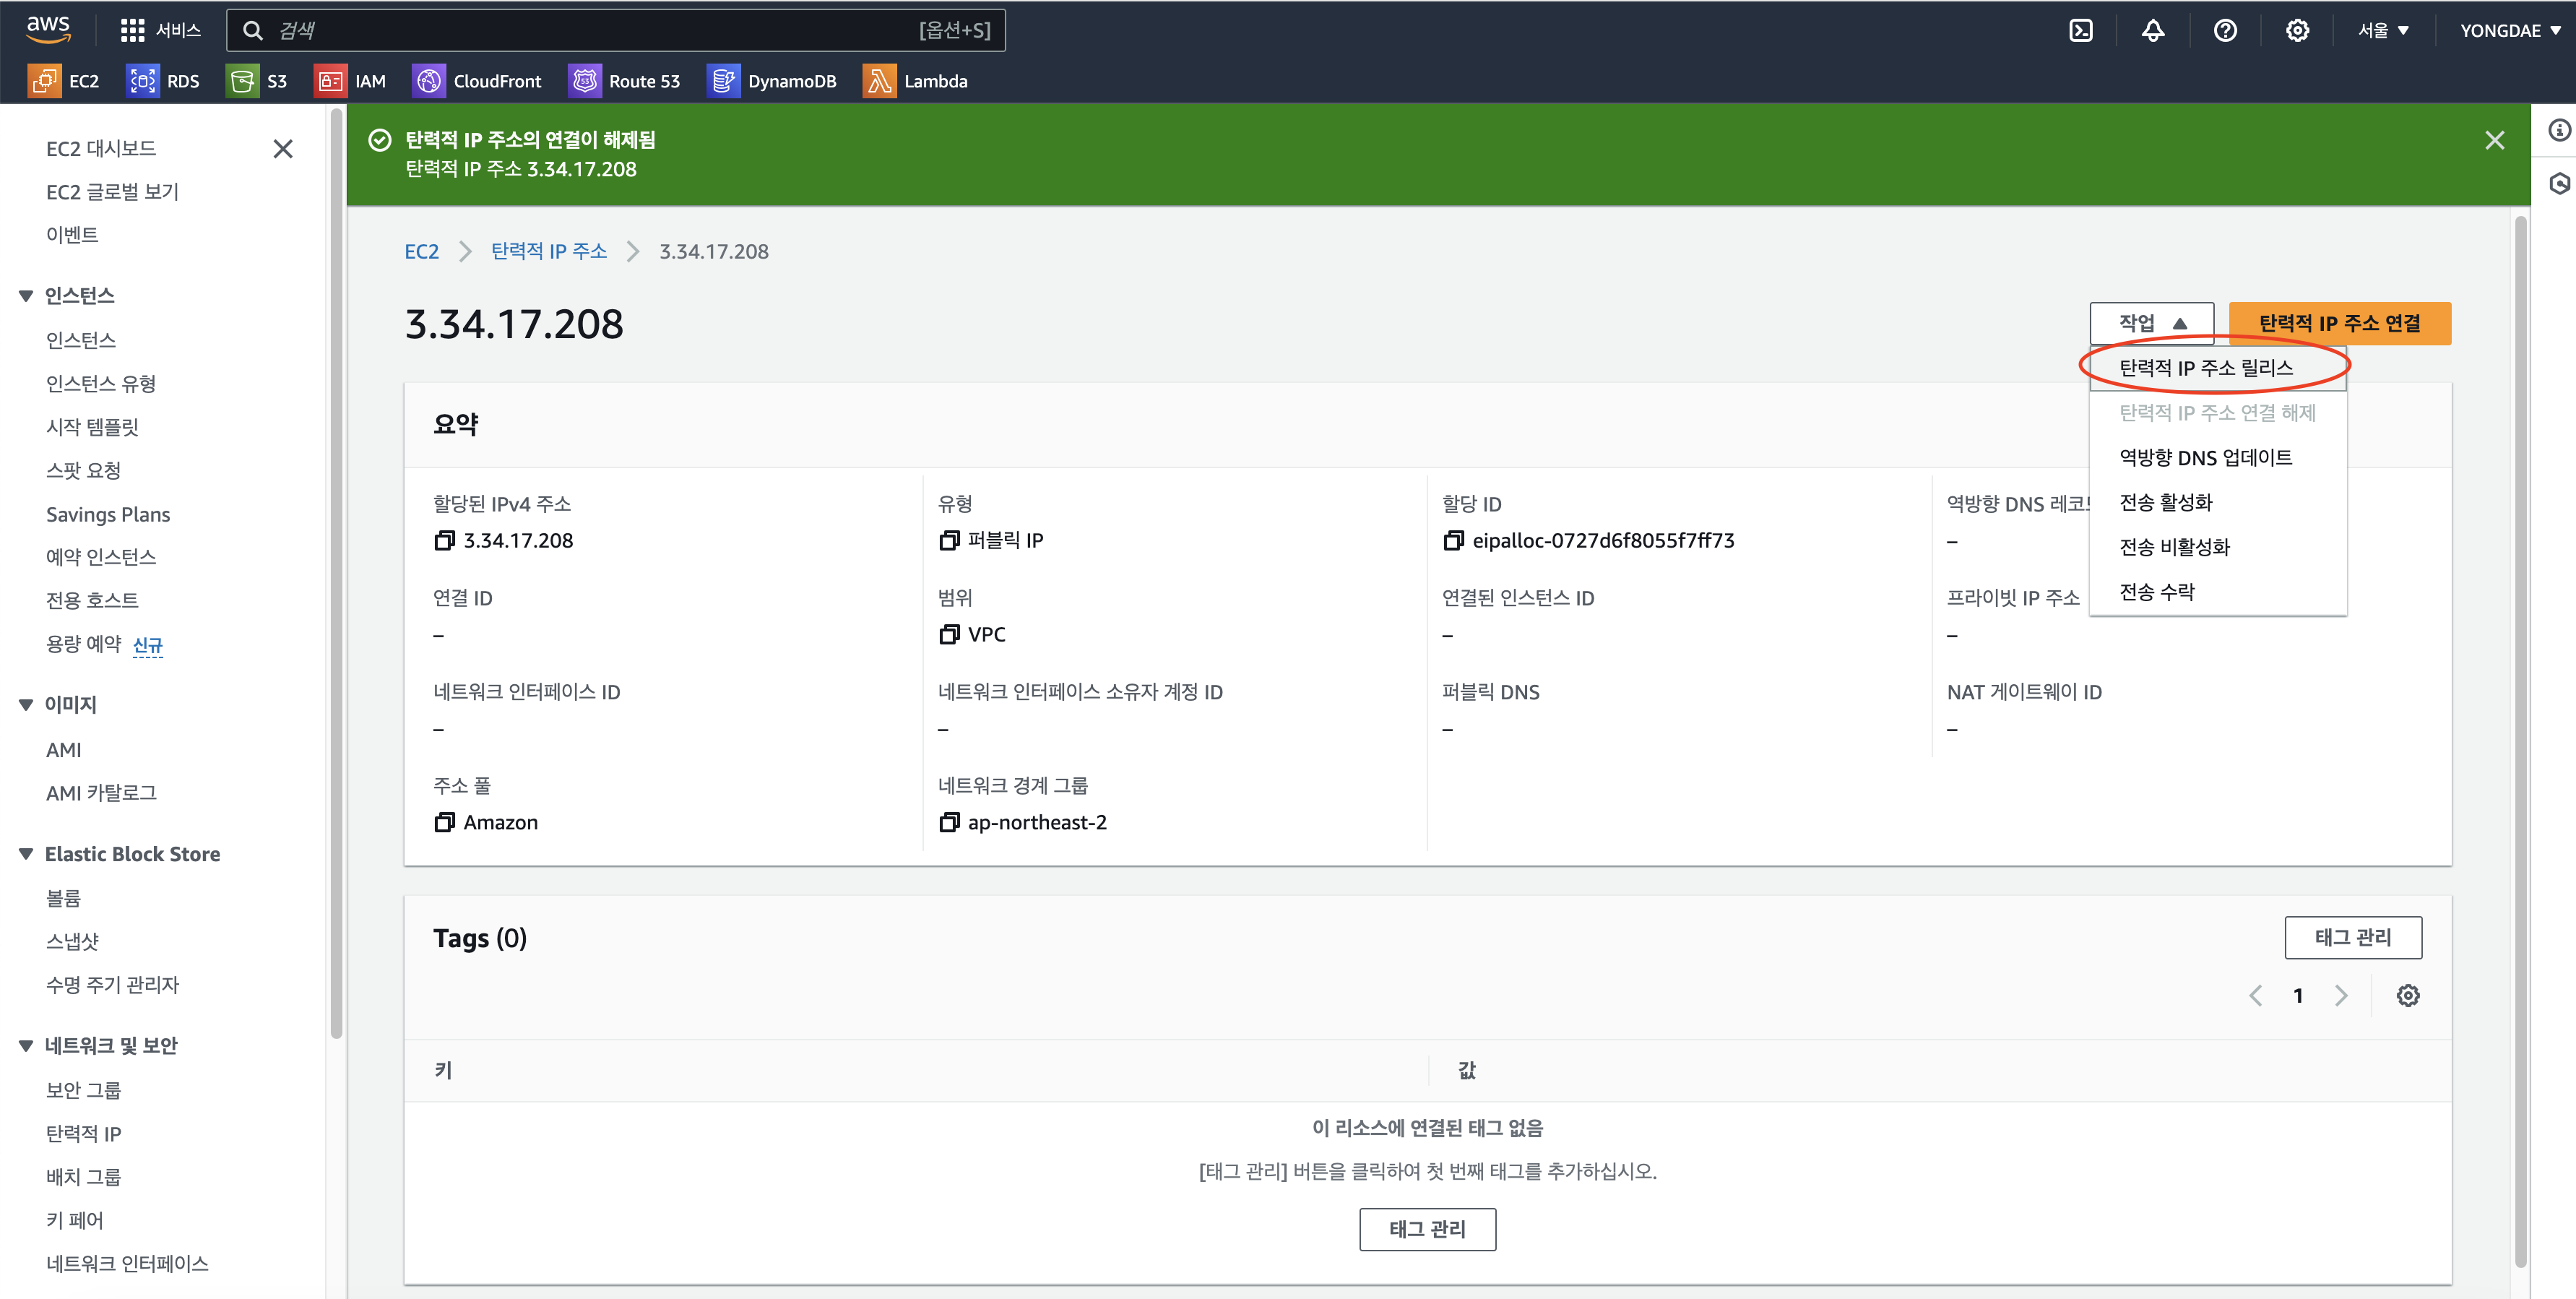 aws
서비스
검색
[옵션+S]
서울 ▼
YONGDAE ▼
EC2
RDS
S3
IAM
CloudFront
Route 53
DynamoDB
Lambda
EC2 대시보드
EC2 글로벌 보기
이벤트
인스턴스
인스턴스
인스턴스 유형
시작 템플릿
스팟 요청
Savings Plans
예약 인스턴스
전용 호스트
용량 예약 신규
이미지
AMI
AMI 카탈로그
Elastic Block Store
볼륨
스냅샷
수명 주기 관리자
네트워크 및 보안
보안 그룹
탄력적 IP
배치 그룹
키 페어
네트워크 인터페이스
탄력적 IP 주소의 연결이 해제됨
탄력적 IP 주소 3.34.17.208
EC2 > 탄력적 IP 주소 > 3.34.17.208
3.34.17.208
작업 ▲
탄력적 IP 주소 연결
탄력적 IP 주소 릴리스
탄력적 IP 주소 연결 해제
역방향 DNS 업데이트
전송 활성화
전송 비활성화
전송 수락
요약
할당된 IPv4 주소
3.34.17.208
유형
퍼블릭 IP
할당 ID
eipalloc-0727d6f8055f7ff73
역방향 DNS
–
연결 ID
–
범위
VPC
연결된 인스턴스 ID
–
프라이빗 IP 주소
–
네트워크 인터페이스 ID
–
네트워크 인터페이스 소유자 계정 ID
–
퍼블릭 DNS
–
NAT 게이트웨이 ID
–
주소 풀
Amazon
네트워크 경계 그룹
ap-northeast-2
Tags (0)
태그 관리
1
키
값
이 리소스에 연결된 태그 없음
[태그 관리] 버튼을 클릭하여 첫 번째 태그를 추가하십시오.
태그 관리